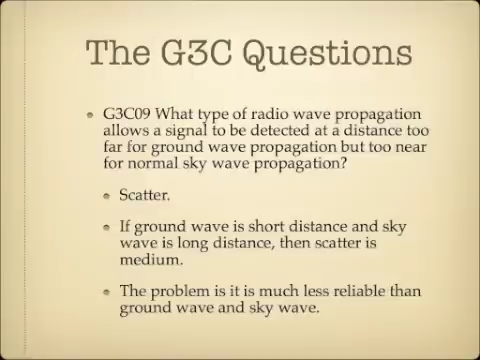 The G3C Questions
G3C09 What type of radio wave propagation
allows a signal to be detected at a distance too
far for ground wave propagation but too near
for normal sky wave propagation?
Scatter.
If ground wave is short distance and sky
wave is long distance, then scatter is
medium.
The problem is it is much less reliable than
ground wave and sky wave.